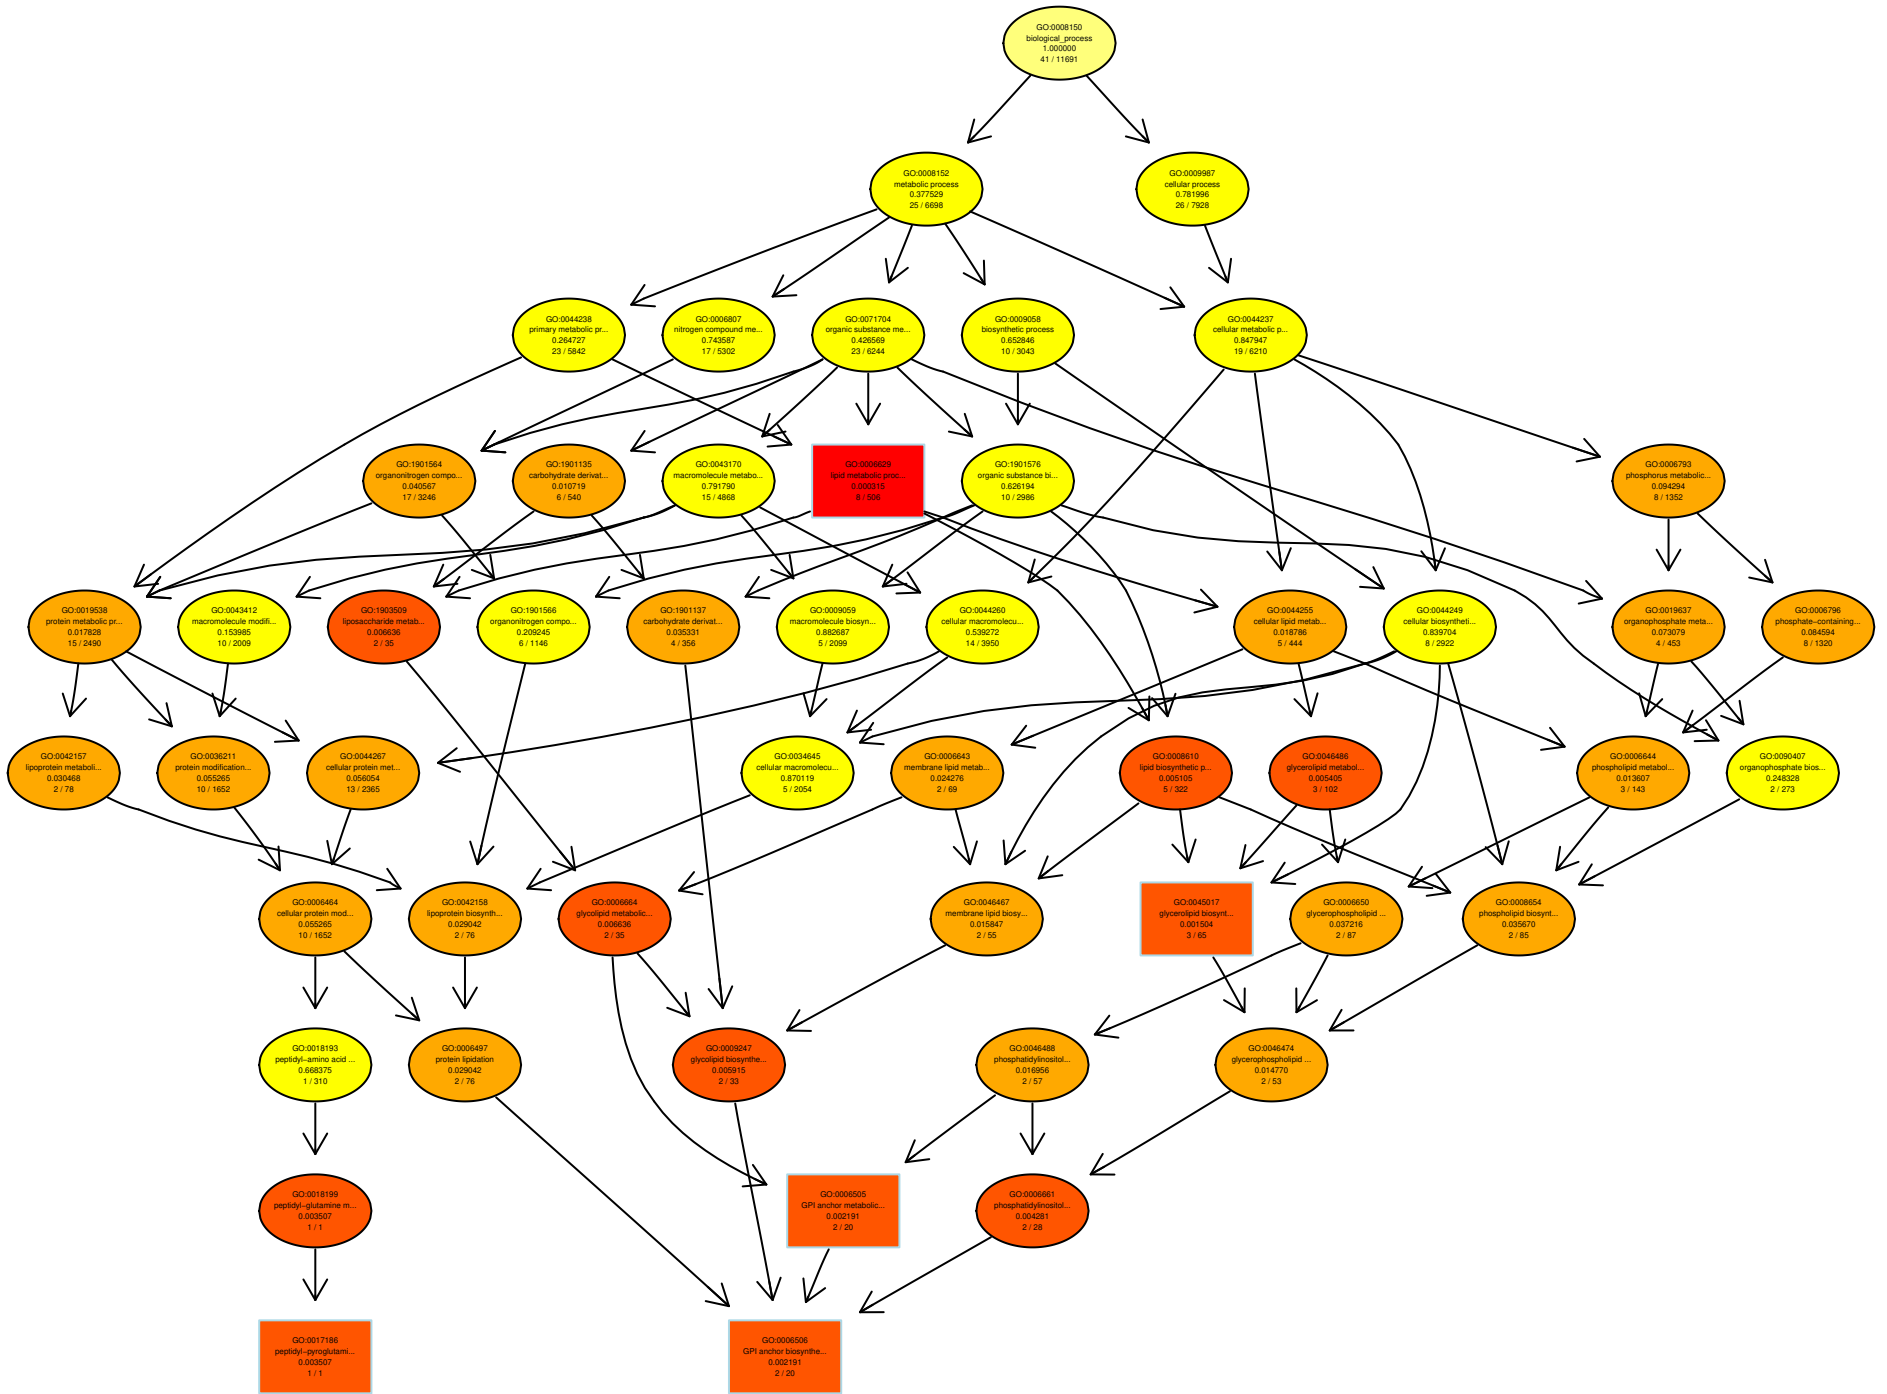 GO:0008150
biological_process
1.000000
41 / 11691
GO:0008152
metabolic process
0.377529
25 / 6698
GO:0009987
cellular process
0.781996
26 / 7928
GO:0044238
primary metabolic pr...
0.264727
23 / 5842
GO:0006807
nitrogen compound me...
0.743587
17 / 5302
GO:0071704
organic substance me...
0.426569
23 / 6244
GO:0009058
biosynthetic process
0.652846
10 / 3043
GO:0044237
cellular metabolic p...
0.847947
19 / 6210
GO:1901564
organonitrogen compo...
0.040567
17 / 3246
GO:1901135
carbohydrate derivat...
0.010719
6 / 540
GO:0043170
macromolecule metabo...
0.791790
15 / 4868
GO:0006629
lipid metabolic proc...
0.000315
8 / 506
GO:1901576
organic substance bi...
0.626194
10 / 2986
GO:0006793
phosphorus metabolic...
0.094294
8 / 1352
GO:0019538
protein metabolic pr...
0.017828
15 / 2490
GO:0043412
macromolecule modifi...
0.153985
10 / 2009
GO:1903509
liposaccharide metab...
0.006636
2 / 35
GO:1901566
organonitrogen compo...
0.209245
6 / 1146
GO:1901137
carbohydrate derivat...
0.035331
4 / 356
GO:0009059
macromolecule biosyn...
0.882687
5 / 2099
GO:0044260
cellular macromolecu...
0.539272
14 / 3950
GO:0044255
cellular lipid metab...
0.018786
5 / 444
GO:0044249
cellular biosyntheti...
0.839704
8 / 2922
GO:0019637
organophosphate meta...
0.073079
4 / 453
GO:0006796
phosphate-containing...
0.084594
8 / 1320
GO:0042157
lipoprotein metaboli...
0.030468
2 / 78
GO:0036211
protein modification...
0.055265
10 / 1652
GO:0044267
cellular protein met...
0.056054
13 / 2365
GO:0034645
cellular macromolecu...
0.870119
5 / 2054
GO:0006643
membrane lipid metab...
0.024276
2 / 69
GO:0008610
lipid biosynthetic p...
0.005105
5 / 322
GO:0046486
glycerolipid metabol...
0.005405
3 / 102
GO:0006644
phospholipid metabol...
0.013607
3 / 143
GO:0090407
organophosphate bios...
0.248328
2 / 273
GO:0006464
cellular protein mod...
0.055265
10 / 1652
GO:0042158
lipoprotein biosynth...
0.029042
2 / 76
GO:0006664
glycolipid metabolic...
0.006636
2 / 35
GO:0046467
membrane lipid biosy...
0.015847
2 / 55
GO:0045017
glycerolipid biosynt...
0.001504
3 / 65
GO:0006650
glycerophospholipid ...
0.037216
2 / 87
GO:0008654
phospholipid biosynt...
0.035670
2 / 85
GO:0018193
peptidyl-amino acid ...
0.668375
1 / 310
GO:0006497
protein lipidation
0.029042
2 / 76
GO:0009247
glycolipid biosynthe...
0.005915
2 / 33
GO:0046488
phosphatidylinositol...
0.016956
2 / 57
GO:0046474
glycerophospholipid ...
0.014770
2 / 53
GO:0018199
peptidyl-glutamine m...
0.003507
1 / 1
GO:0006505
GPI anchor metabolic...
0.002191
2 / 20
GO:0006661
phosphatidylinositol...
0.004281
2 / 28
GO:0017186
peptidyl-pyroglutami...
0.003507
1 / 1
GO:0006506
GPI anchor biosynthe...
0.002191
2 / 20